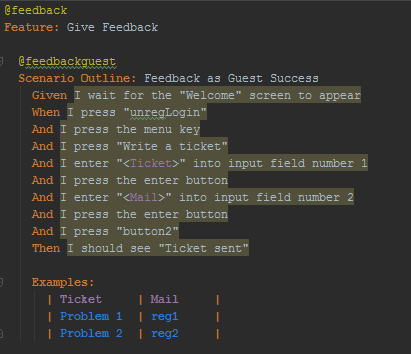 @feedback
Feature: Give Feedback
@feedbackguest
Scenario Outline: Feedback as Guest Success
Given I wait for the "Welcome" screen to appear
When I press "unregLogin"
And I press the menu key
And I press "Write a ticket"
And I enter "<Ticket>" into input field number 1
And I press the enter button
And I enter "<Mail>" into input field number 2
And I press the enter button
And I press "button2"
Then I should see "Ticket sent"
Examples:
| Ticket | Mail |
| Problem 1 | reg1 |
| Problem 2 | reg2 |